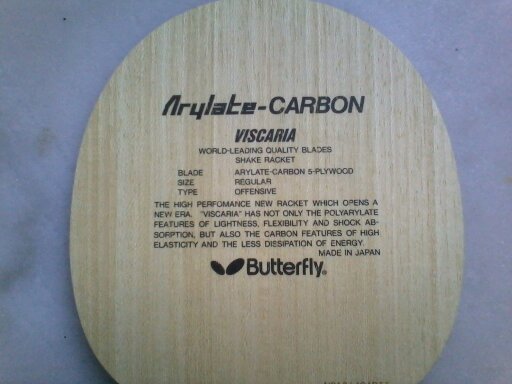 Arylate-CARBON
VISCARIA
WORLD-LEADING QUALITY BLADES
SHAKE RACKET
BLADE ARYLATE-CARBON 5-PLYWOOD
SIZE REGULAR
TYPE OFFENSIVE
THE HIGH PERFOMANCE NEW RACKET WHICH OPENS A
NEW ERA. "VISCARIA" HAS NOT ONLY THE POLYARYLATE
FEATURES OF LIGHTNESS, FLEXIBILITY AND SHOCK AB-
SORPTION, BUT ALSO THE CARBON FEATURES OF HIGH
ELASTICITY AND THE LESS DISSIPATION OF ENERGY.
MADE IN JAPAN
Butterfly®